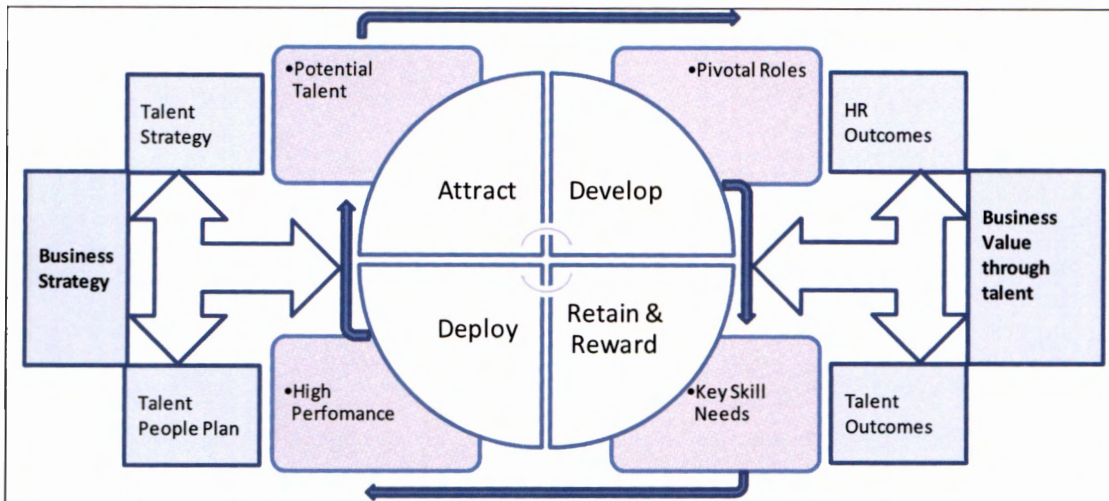 •Potential
Talent
•Pivotal Roles
Talent
Strategy
HR
Outcomes
Attract
Develop
Business
Strategy
Business
Value
through
talent
Deploy
Retain &
Reward
Talent
People Plan
•High
Perfomance
•Key Skill
Needs
Talent
Outcomes